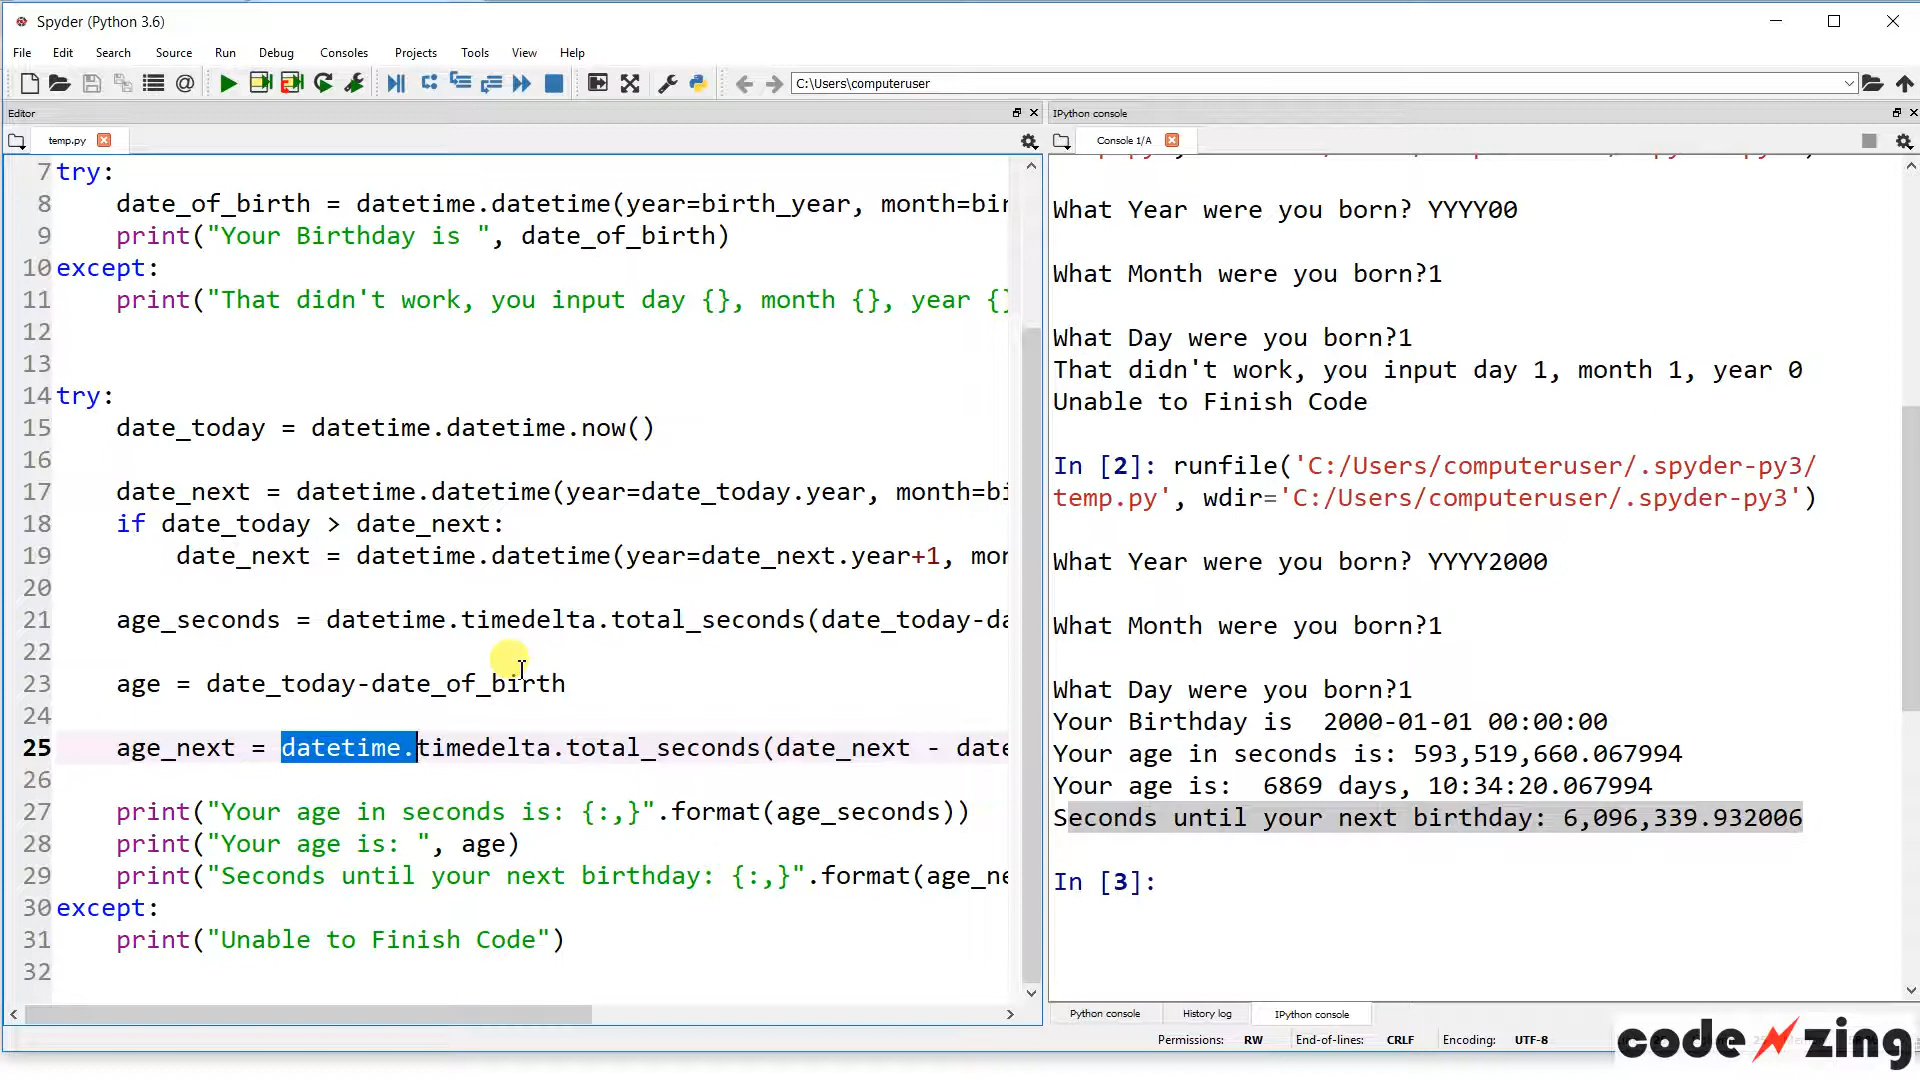 Spyder (Python 3.6)
File Edit Search Source Run Debug Consoles Projects Tools View Help
C:\Users\computeruser
Editor
temp.py
7 try:
8 date_of_birth = datetime.datetime(year=birth_year, month=bir
9 print("Your Birthday is ", date_of_birth)
10 except:
11 print("That didn't work, you input day {}, month {}, year {}
12
13
14 try:
15 date_today = datetime.datetime.now()
16
17 date_next = datetime.datetime(year=date_today.year, month=bi
18 if date_today > date_next:
19 date_next = datetime.datetime(year=date_next.year+1, mon
20
21 age_seconds = datetime.timedelta.total_seconds(date_today-da
22
23 age = date_today-date_of_birth
24
25 age_next = datetime.timedelta.total_seconds(date_next - date
26
27 print("Your age in seconds is: {:,}".format(age_seconds))
28 print("Your age is: ", age)
29 print("Seconds until your next birthday: {:,}".format(age_ne
30 except:
31 print("Unable to Finish Code")
32
IPython console
Console 1/A
What Year were you born? YYYY00
What Month were you born?1
What Day were you born?1
That didn't work, you input day 1, month 1, year 0
Unable to Finish Code
In [2]: runfile('C:/Users/computeruser/.spyder-py3/
temp.py', wdir='C:/Users/computeruser/.spyder-py3')
What Year were you born? YYYY2000
What Month were you born?1
What Day were you born?1
Your Birthday is  2000-01-01 00:00:00
Your age in seconds is: 593,519,660.067994
Your age is:  6869 days, 10:34:20.067994
Seconds until your next birthday: 6,096,339.932006
In [3]:
Python console History log IPython console
Permissions: RW End-of-lines: CRLF Encoding: UTF-8
code zing